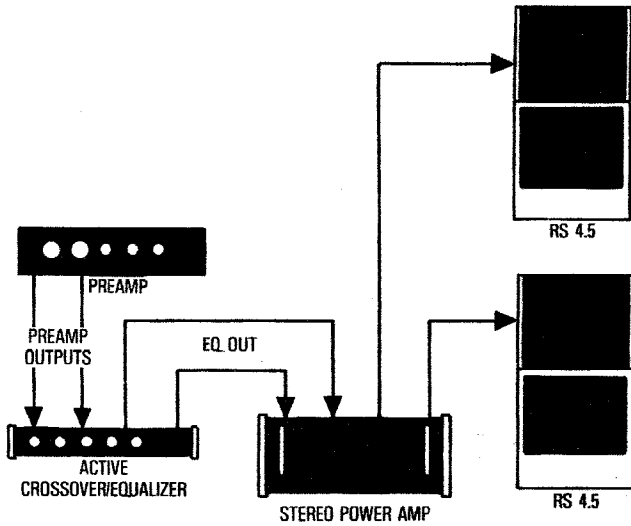 RS 4.5
PREAMP
PREAMP
OUTPUTS
EQ. OUT
RS 4.5
ACTIVE
CROSSOVER/EQUALIZER
STEREO POWER AMP